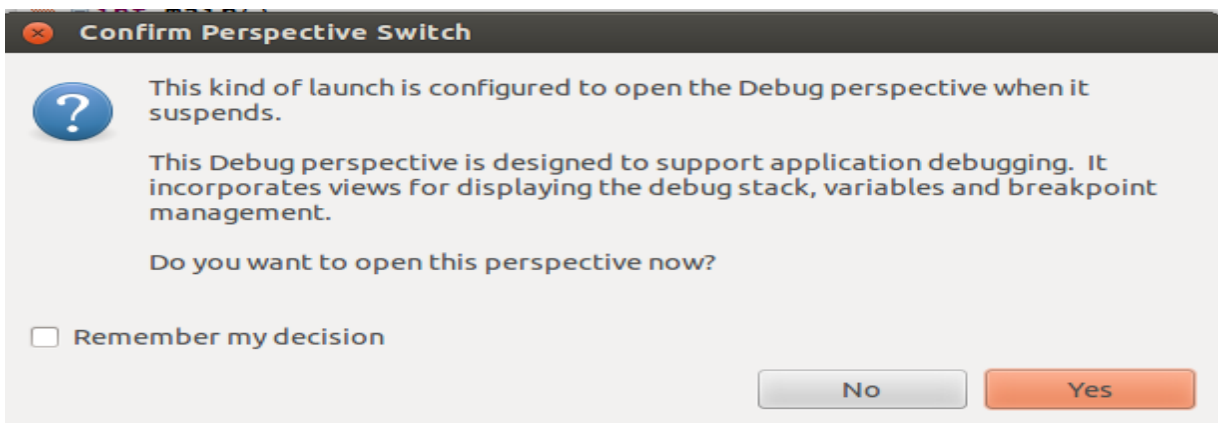 Confirm Perspective Switch
This kind of launch is configured to open the Debug perspective when it
suspends.
This Debug perspective is designed to support application debugging.  It
incorporates views for displaying the debug stack, variables and breakpoint
management.
Do you want to open this perspective now?
Remember my decision
No
Yes